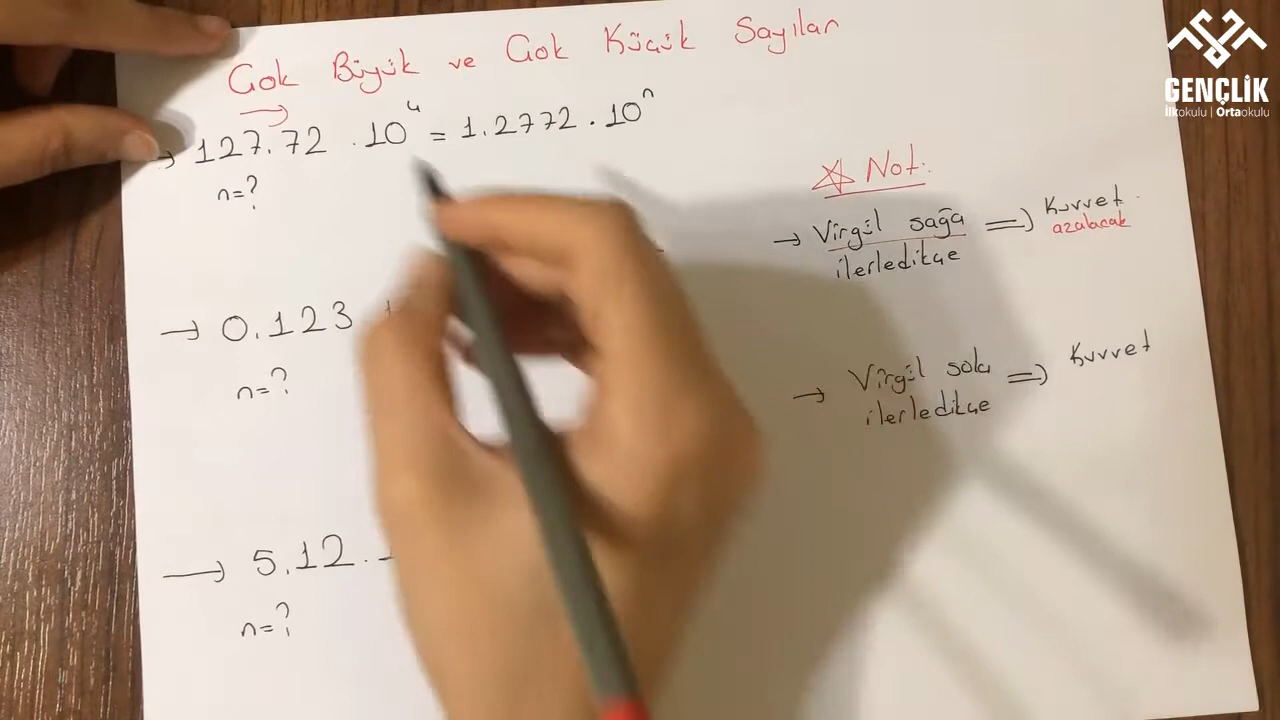 Çok Büyük ve Çok Küçük Sayılar
→ 127.72 . 10⁴ = 1.2772 . 10ⁿ
n=?
→ 0.123
n=?
→ 5.12 .
n=?
☆ Not:
→ Virgül sağa ilerledikçe ⇒ Kuvvet azalacak
→ Virgül sola ilerledikçe ⇒ Kuvvet
GENÇLİK
İlkokulu | Ortaokulu